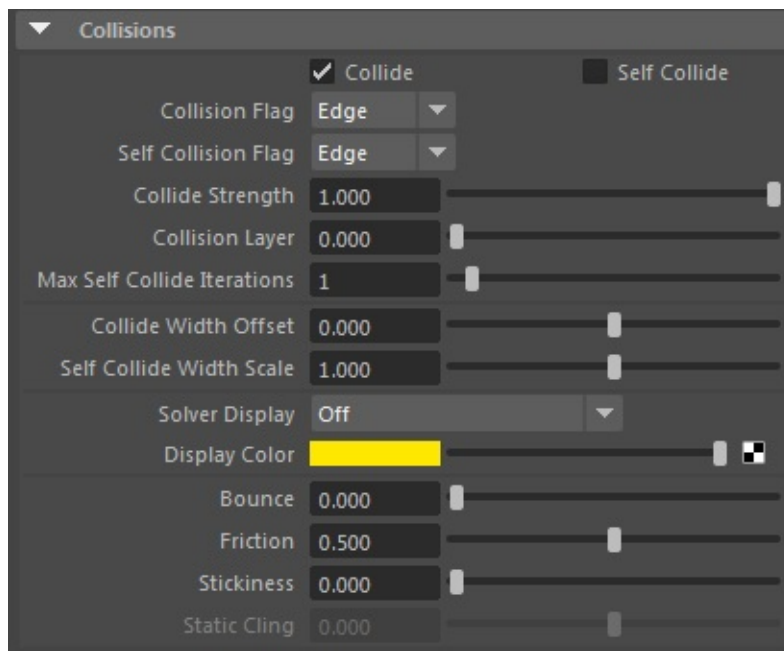 Collisions
Collide Self Collide
Collision Flag Edge
Self Collision Flag Edge
Collide Strength 1.000
Collision Layer 0.000
Max Self Collide Iterations 1
Collide Width Offset 0.000
Self Collide Width Scale 1.000
Solver Display Off
Display Color
Bounce 0.000
Friction 0.500
Stickiness 0.000
Static Cling 0.000